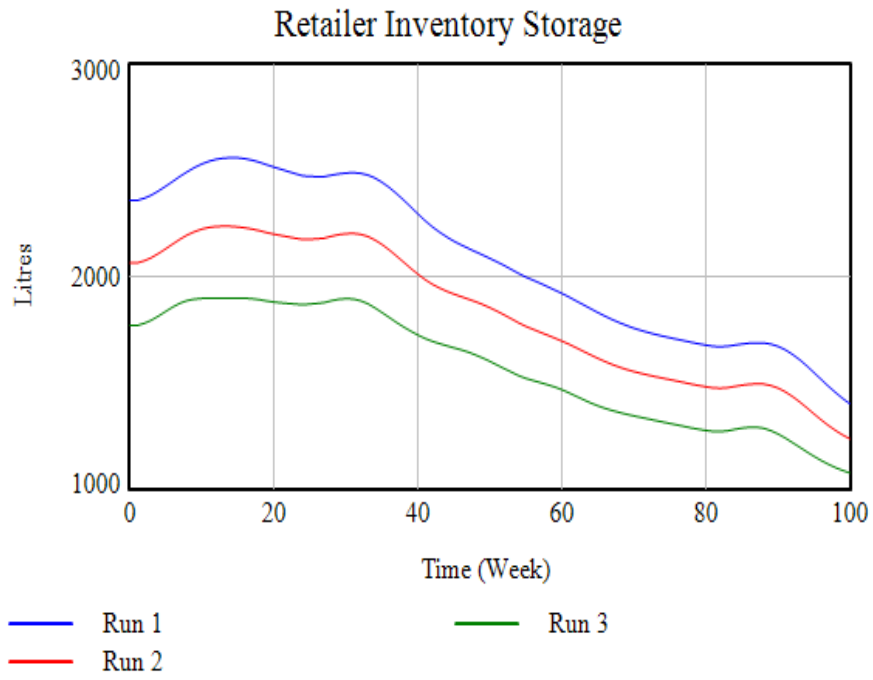 Retailer Inventory Storage
3000
2000
1000
Litres
0 20 40 60 80 100
Time (Week)
Run 1 Run 3
Run 2